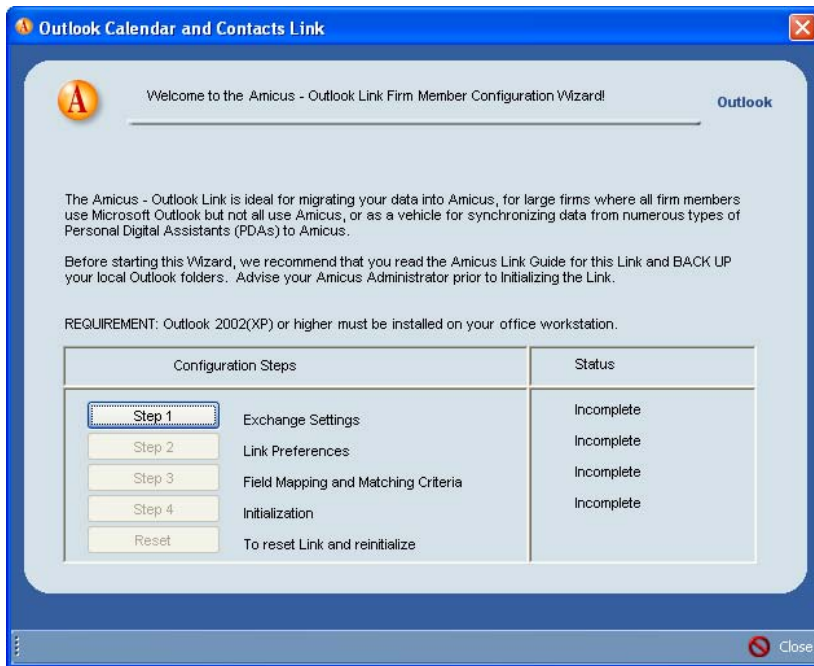 Outlook Calendar and Contacts Link
A
Welcome to the Amicus - Outlook Link Firm Member Configuration Wizard!
Outlook
The Amicus - Outlook Link is ideal for migrating your data into Amicus, for large firms where all firm members
use Microsoft Outlook but not all use Amicus, or as a vehicle for synchronizing data from numerous types of
Personal Digital Assistants (PDAs) to Amicus.
Before starting this Wizard, we recommend that you read the Amicus Link Guide for this Link and BACK UP
your local Outlook folders. Advise your Amicus Administrator prior to Initializing the Link.
REQUIREMENT: Outlook 2002(XP) or higher must be installed on your office workstation.
Configuration Steps Status
Step 1 Exchange Settings Incomplete
Step 2 Link Preferences Incomplete
Step 3 Field Mapping and Matching Criteria Incomplete
Step 4 Initialization Incomplete
Reset To reset Link and reinitialize
Close